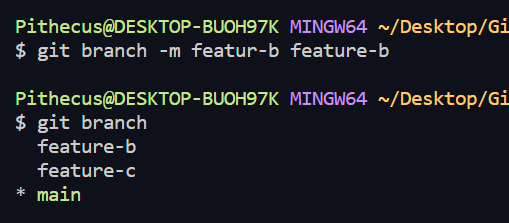 Pithecus@DESKTOP-BUOH97K MINGW64 ~/Desktop/Gi
$ git branch -m featur-b feature-b
Pithecus@DESKTOP-BUOH97K MINGW64 ~/Desktop/Gi
$ git branch
feature-b
feature-c
* main